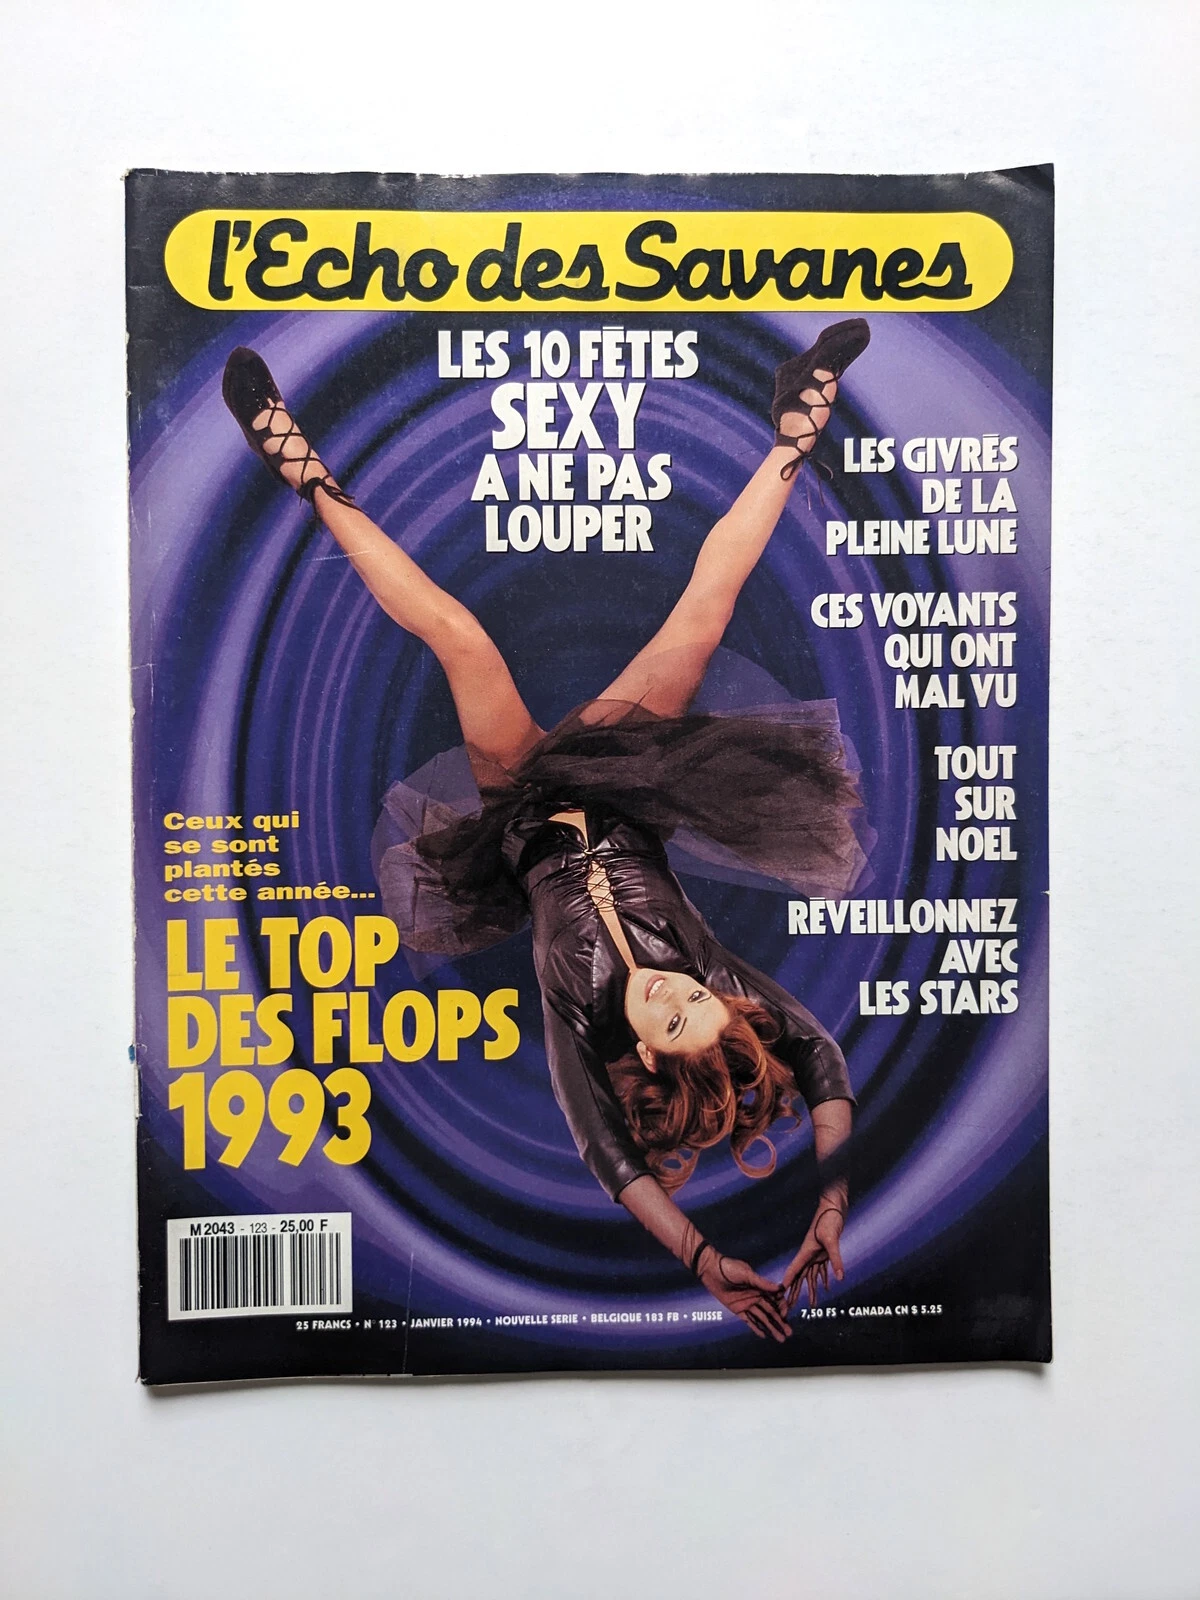 l'Echo des Savanes
LES 10 FÊTES
SEXY
A NE PAS
LOUPER
LES GIVRÉS
DE LA
PLEINE LUNE
CES VOYANTS
QUI ONT
MAL VU
TOUT
SUR
NOEL
RÉVEILLONNEZ
AVEC
LES STARS
Ceux qui
se sont
plantés
cette année...
LE TOP
DES FLOPS
1993
M 2043 - 123 - 25,00 F
25 FRANCS • N° 123 • JANVIER 1994 • NOUVELLE SERIE • BELGIQUE 183 FB • SUISSE 7,50 FS • CANADA CN $ 5.25